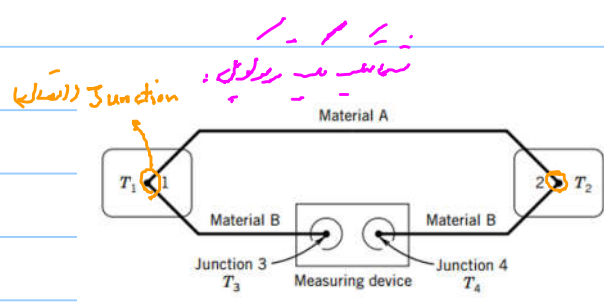 Junction (اتصال)
Material A
T₁ 1
2 T₂
Material B
Material B
Junction 3
T₃
Measuring device
Junction 4
T₄